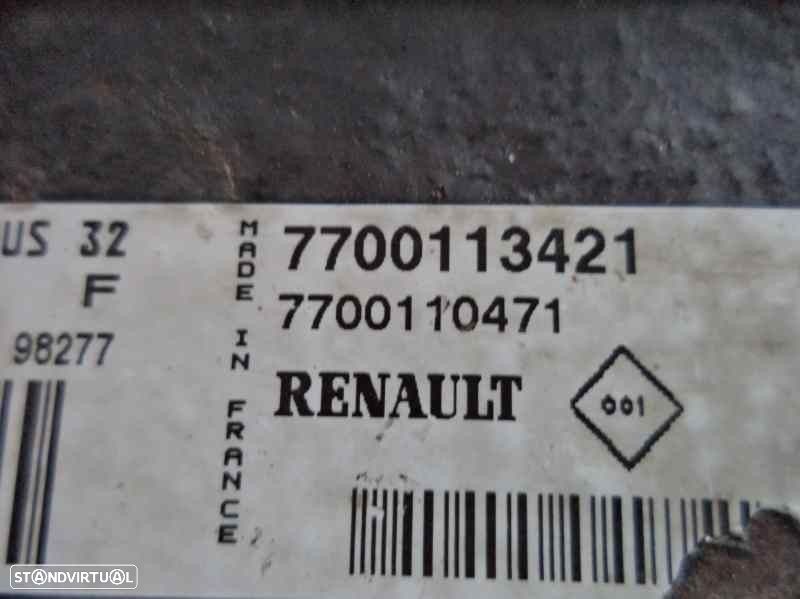 US 32
F
98277
MADE IN FRANCE
7700113421
7700110471
RENAULT
001
STANDVIRTUAL